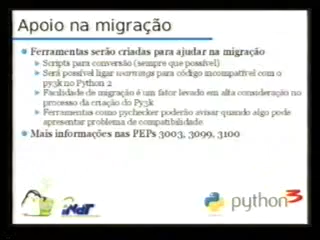 Apoio na migração
Ferramentas serão criadas para ajudar na migração
Scripts para conversão (sempre que possível)
Será possível ligar warnings para código incompatível com o
py3k no Python 2
Facilidade de migração é um fator levado em alta consideração no
processo da criação do Py3k
Ferramentas como pychecker poderão avisar quando algo pode
apresentar problema de compatibilidade
Mais informações nas PEPs 3003, 3099, 3100
python3